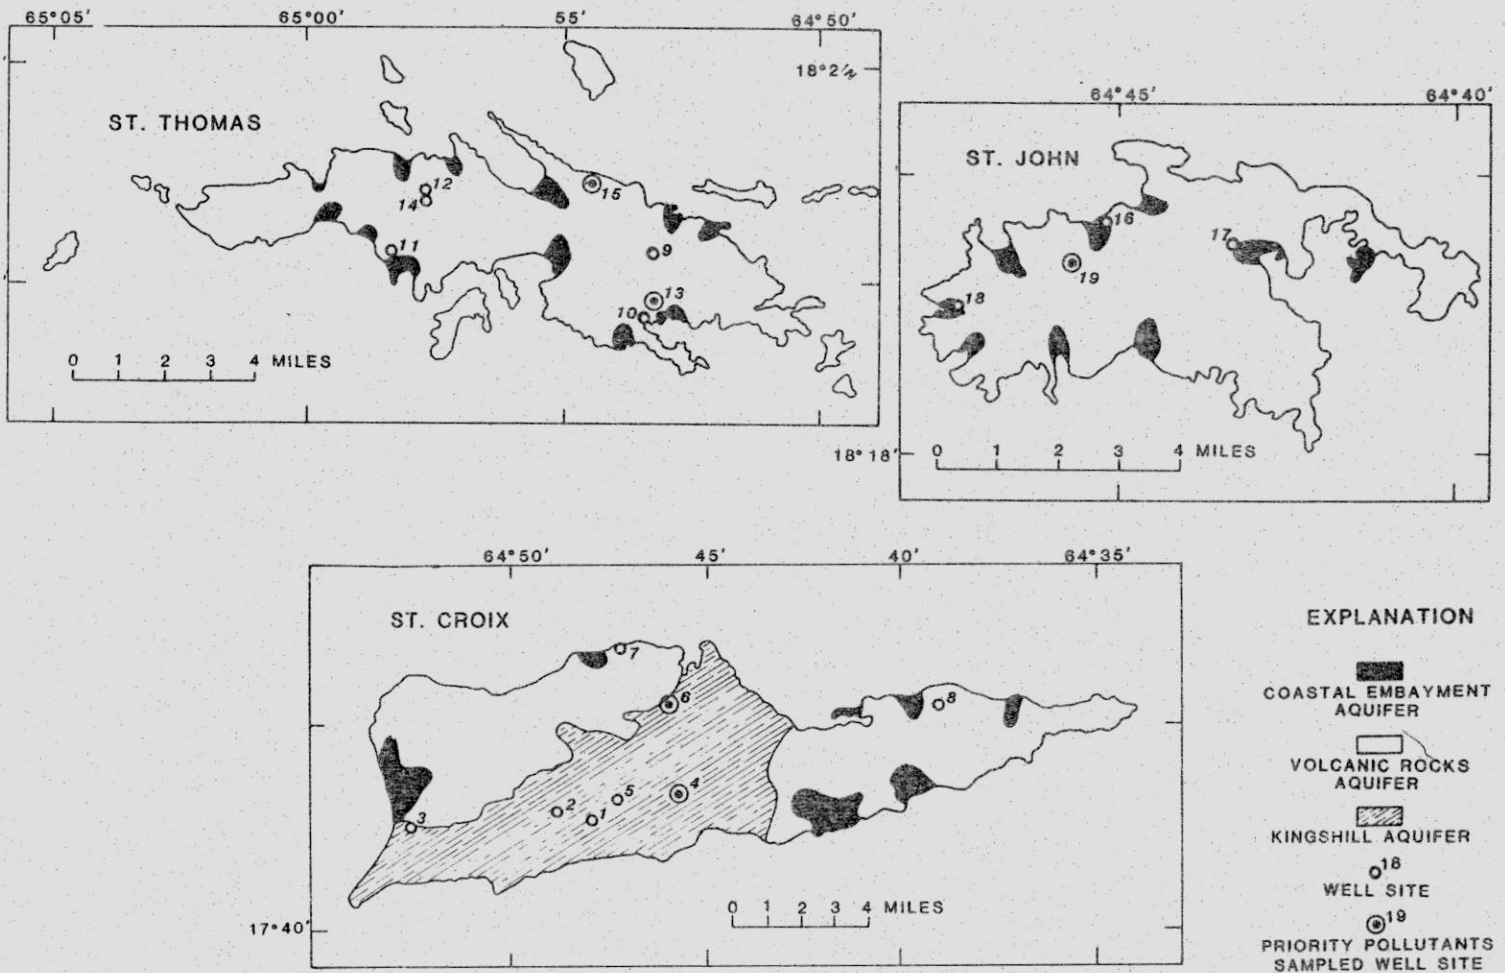 65°05' 65°00' 55' 64°50'
18°2
ST. THOMAS
12
14
15
11
9
13
10
0 1 2 3 4 MILES
18°18'
64°45' 64°40'
ST. JOHN
16
17
19
18
0 1 2 3 4 MILES
64°50' 45' 40' 64°35'
ST. CROIX
7
6
8
5
4
2
1
3
0 1 2 3 4 MILES
17°40'
EXPLANATION
COASTAL EMBAYMENT
AQUIFER
VOLCANIC ROCKS
AQUIFER
KINGSHILL AQUIFER
18
WELL SITE
19
PRIORITY POLLUTANTS
SAMPLED WELL SITE